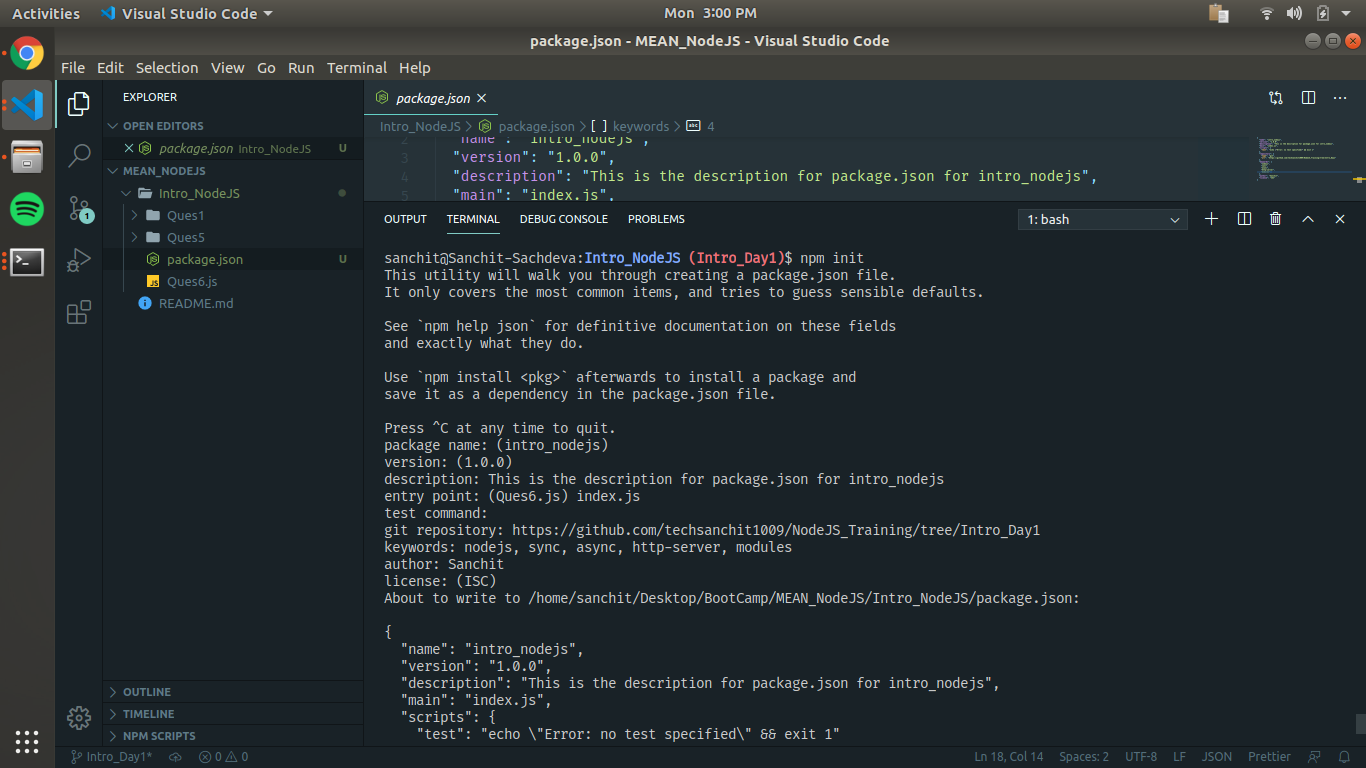 Activities
Visual Studio Code
Mon 3:00 PM
package.json - MEAN_NodeJS - Visual Studio Code
File Edit Selection View Go Run Terminal Help
EXPLORER
OPEN EDITORS
package.json Intro_NodeJS U
MEAN_NODEJS
Intro_NodeJS
Ques1
Ques5
package.json U
Ques6.js
README.md
OUTLINE
TIMELINE
NPM SCRIPTS
1
package.json
Intro_NodeJS > package.json > [ ] keywords > abc 4
2 "name": "intro_nodejs",
3 "version": "1.0.0",
4 "description": "This is the description for package.json for intro_nodejs",
5 "main": "index.js",
OUTPUT TERMINAL DEBUG CONSOLE PROBLEMS
1: bash
sanchit@Sanchit-Sachdeva:Intro_NodeJS (Intro_Day1)$ npm init
This utility will walk you through creating a package.json file.
It only covers the most common items, and tries to guess sensible defaults.
See `npm help json` for definitive documentation on these fields
and exactly what they do.
Use `npm install <pkg>` afterwards to install a package and
save it as a dependency in the package.json file.
Press ^C at any time to quit.
package name: (intro_nodejs)
version: (1.0.0)
description: This is the description for package.json for intro_nodejs
entry point: (Ques6.js) index.js
test command:
git repository: https://github.com/techsanchit1009/NodeJS_Training/tree/Intro_Day1
keywords: nodejs, sync, async, http-server, modules
author: Sanchit
license: (ISC)
About to write to /home/sanchit/Desktop/BootCamp/MEAN_NodeJS/Intro_NodeJS/package.json:
{
"name": "intro_nodejs",
"version": "1.0.0",
"description": "This is the description for package.json for intro_nodejs",
"main": "index.js",
"scripts": {
"test": "echo \"Error: no test specified\" && exit 1"
Intro_Day1* 0 0
Ln 18, Col 14 Spaces: 2 UTF-8 LF JSON Prettier